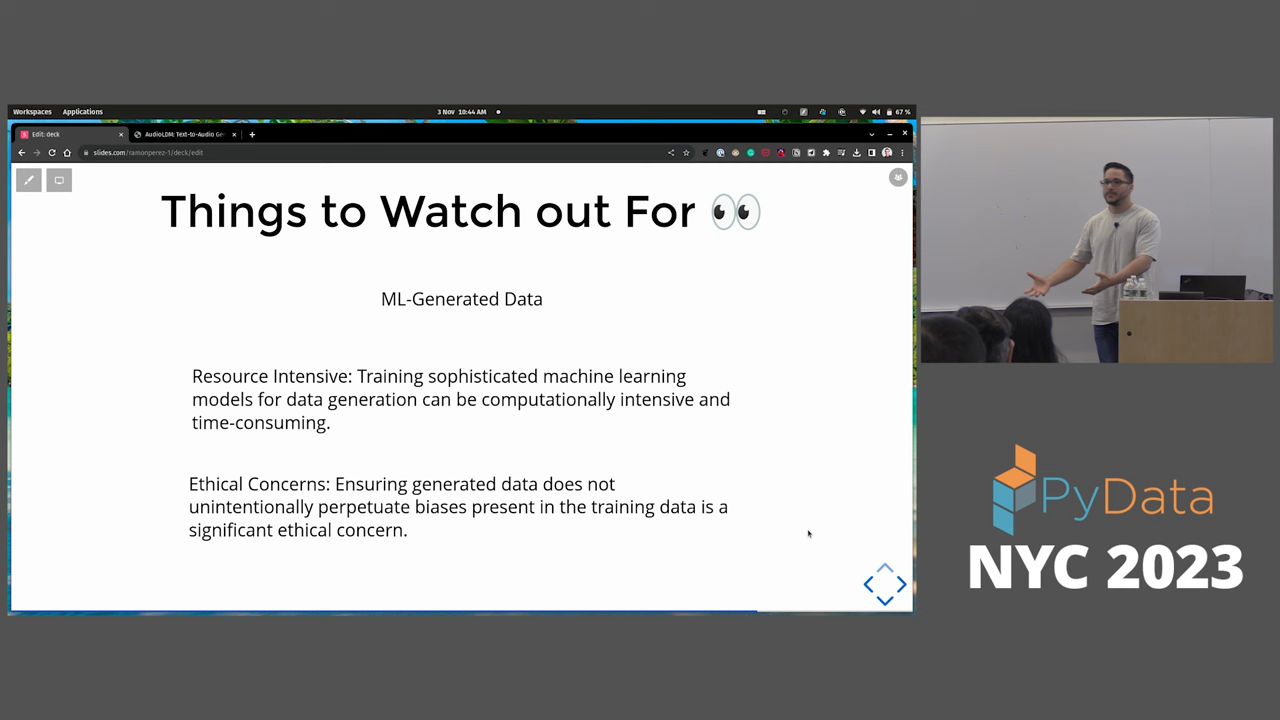 Workspaces Applications
3 Nov 10:44 AM
67 %
Edit: deck
AudioLDM: Text-to-Audio Ge
slides.com/ramonperez-1/deck/edit
Things to Watch out For 👀
ML-Generated Data
Resource Intensive: Training sophisticated machine learning
models for data generation can be computationally intensive and
time-consuming.
Ethical Concerns: Ensuring generated data does not
unintentionally perpetuate biases present in the training data is a
significant ethical concern.
PyData
NYC 2023